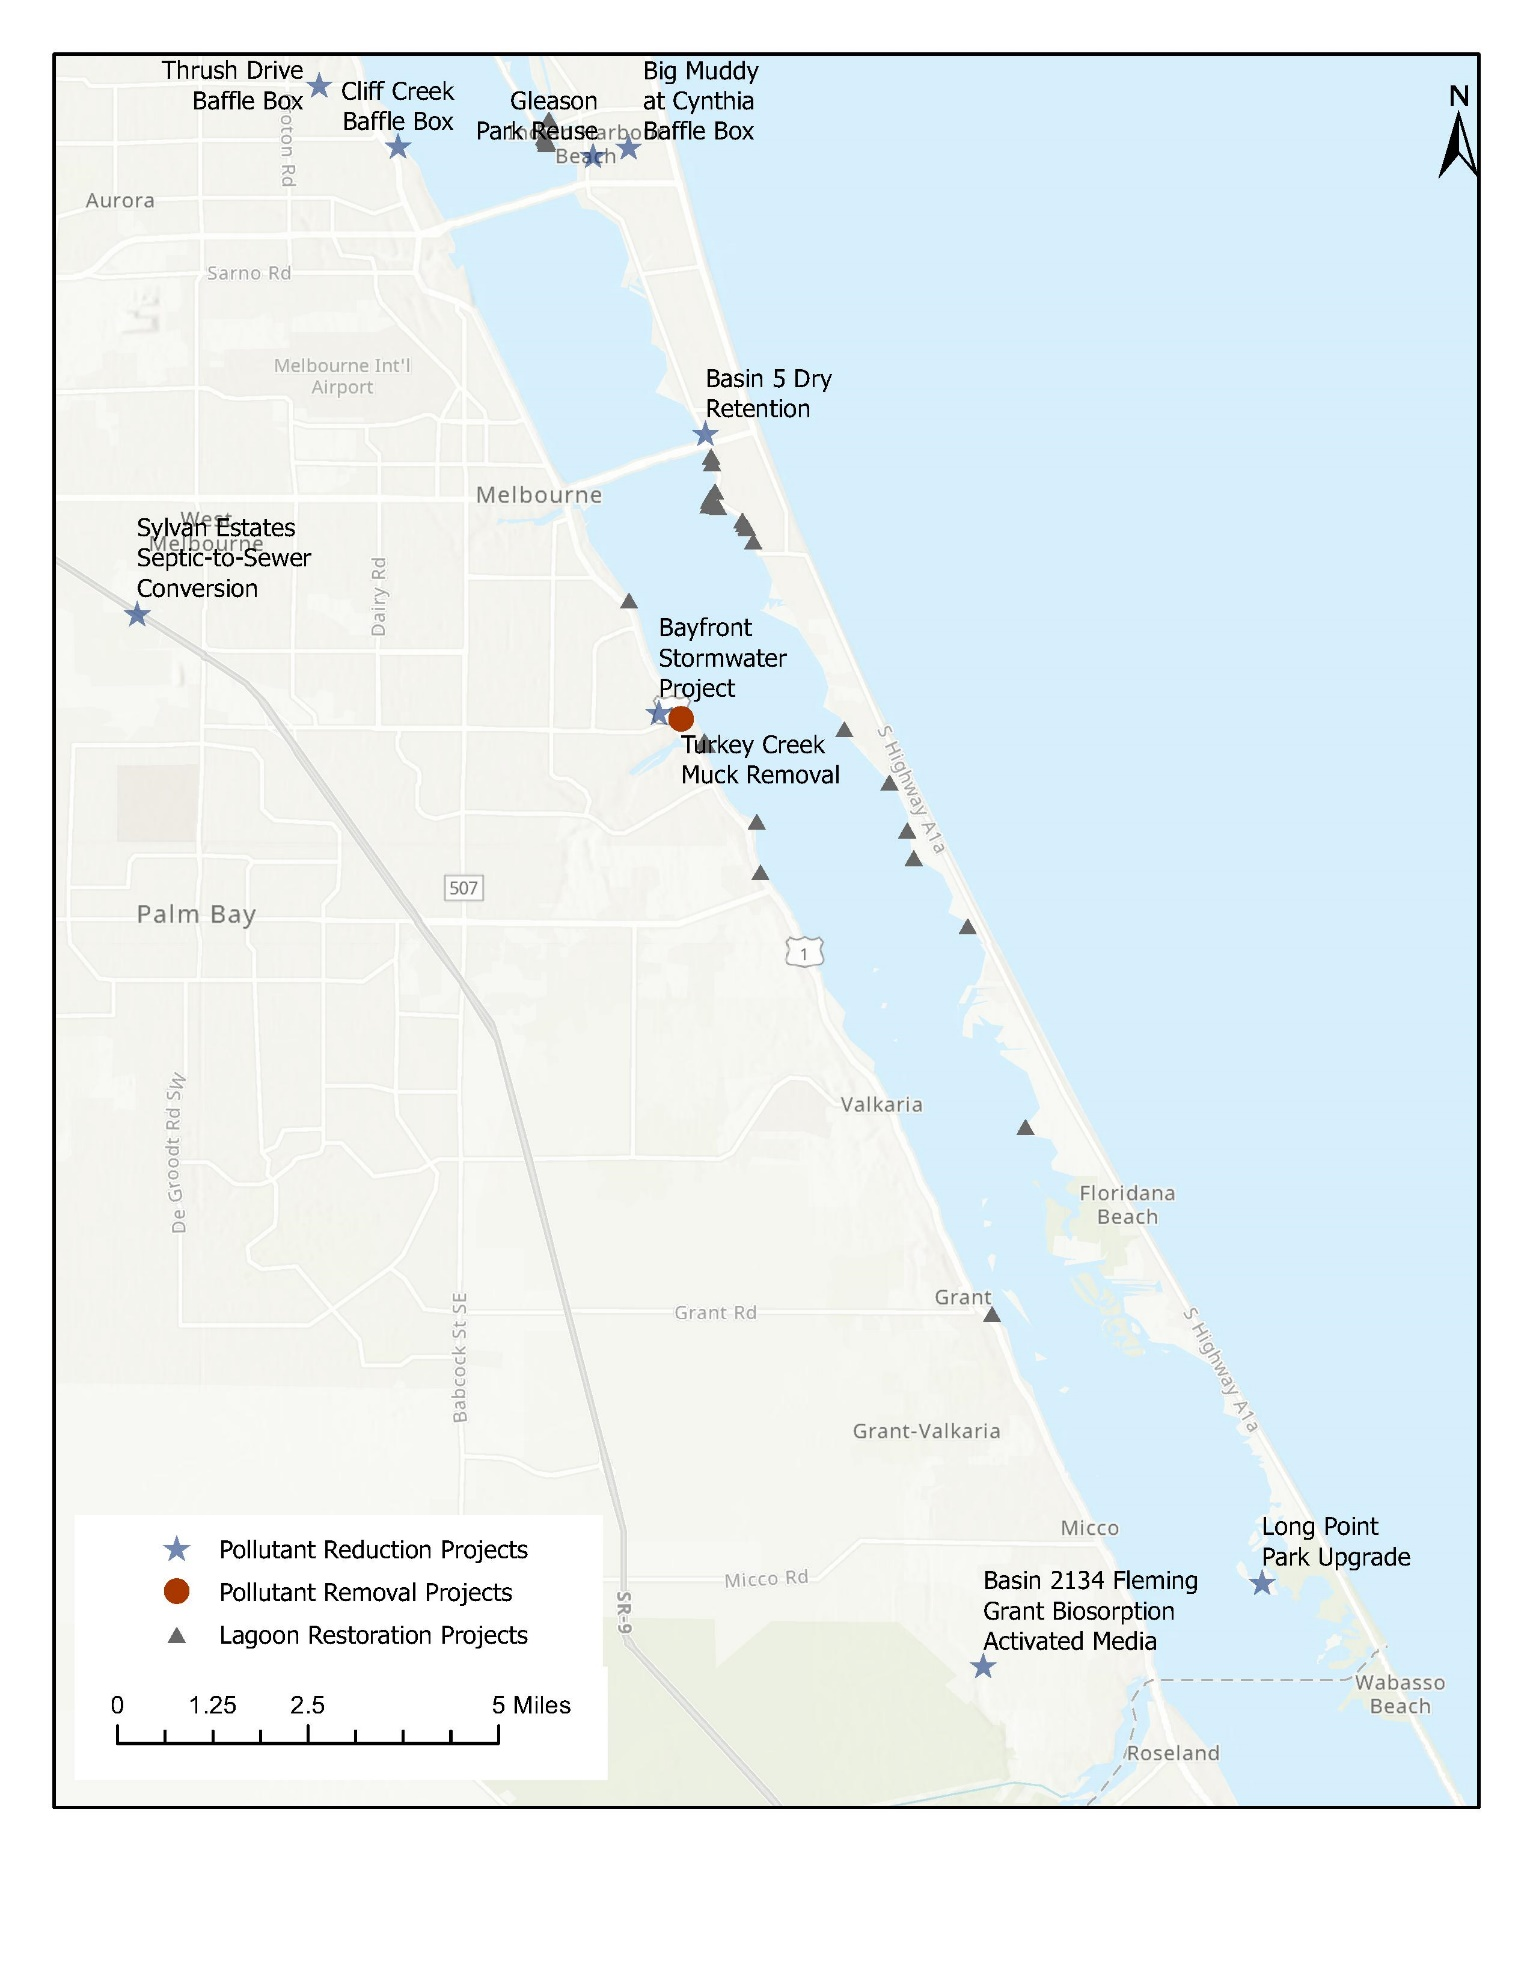 Thrush Drive
Baffle Box
Cliff Creek
Baffle Box
Gleason
Park Reuse
Big Muddy
at Cynthia
Baffle Box
N
Beach
Croton Rd
Aurora
Sarno Rd
Melbourne Int'l
Airport
Basin 5 Dry
Retention
Melbourne
West
Melbourne
Sylvan Estates
Septic-to-Sewer
Conversion
Dairy Rd
Bayfront
Stormwater
Project
Turkey Creek
Muck Removal
S Highway A1a
507
Palm Bay
1
Valkaria
De Groodt Rd SW
Floridana
Beach
Grant
Grant Rd
Babcock St SE
S Highway A1a
Grant-Valkaria
Micco
Long Point
Park Upgrade
Micco Rd
Basin 2134 Fleming
Grant Biosorption
Activated Media
SR-9
Wabasso
Beach
Roseland
Pollutant Reduction Projects
Pollutant Removal Projects
Lagoon Restoration Projects
0 1.25 2.5 5 Miles